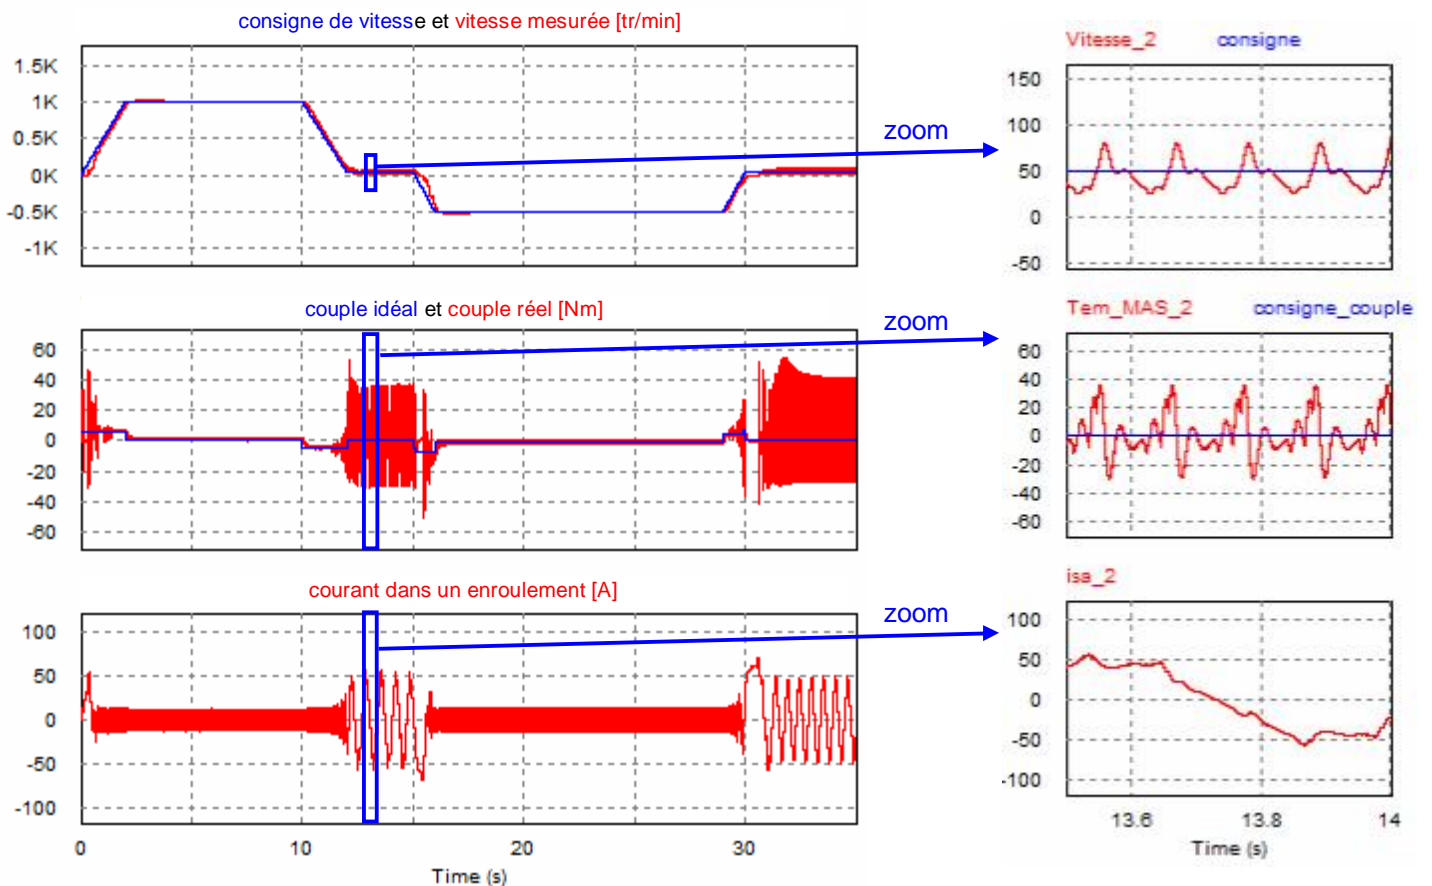 consigne de vitesse et vitesse mesurée [tr/min]
1.5K
1K
0.5K
0K
-0.5K
-1K
zoom
Vitesse_2 consigne
150
100
50
0
-50
couple idéal et couple réel [Nm]
60
40
20
0
-20
-40
-60
zoom
Tem_MAS_2 consigne_couple
60
40
20
0
-20
-40
-60
courant dans un enroulement [A]
100
50
0
-50
-100
0 10 20 30
Time (s)
zoom
isa_2
100
50
0
-50
-100
13.6 13.8 14
Time (s)